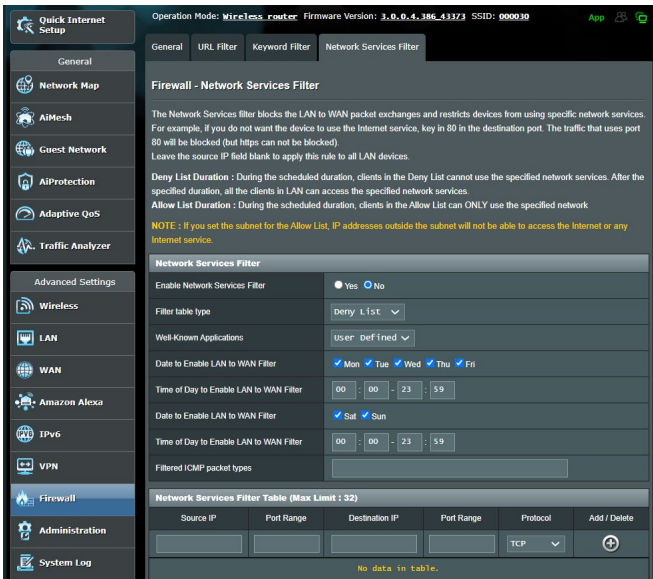 Quick Internet
Setup
General
Network Map
AiMesh
Guest Network
AiProtection
Adaptive QoS
Traffic Analyzer
Advanced Settings
Wireless
LAN
WAN
Amazon Alexa
IPv6
VPN
Firewall
Administration
System Log
Operation Mode: Wireless router Firmware Version: 3.0.0.4.386_43373 SSID: 000030 App
General URL Filter Keyword Filter Network Services Filter
Firewall - Network Services Filter
The Network Services filter blocks the LAN to WAN packet exchanges and restricts devices from using specific network services.
For example, if you do not want the device to use the Internet service, key in 80 in the destination port. The traffic that uses port
80 will be blocked (but https can not be blocked).
Leave the source IP field blank to apply this rule to all LAN devices.
Deny List Duration : During the scheduled duration, clients in the Deny List cannot use the specified network services. After the
specified duration, all the clients in LAN can access the specified network services.
Allow List Duration : During the scheduled duration, clients in the Allow List can ONLY use the specified network
NOTE : If you set the subnet for the Allow List, IP addresses outside the subnet will not be able to access the Internet or any
Internet service.
Network Services Filter
Enable Network Services Filter Yes No
Filter table type Deny List
Well-Known Applications User Defined
Date to Enable LAN to WAN Filter Mon Tue Wed Thu Fri
Time of Day to Enable LAN to WAN Filter 00 : 00 - 23 : 59
Date to Enable LAN to WAN Filter Sat Sun
Time of Day to Enable LAN to WAN Filter 00 : 00 - 23 : 59
Filtered ICMP packet types
Network Services Filter Table (Max Limit : 32)
Source IP Port Range Destination IP Port Range Protocol Add / Delete
TCP
No data in table.